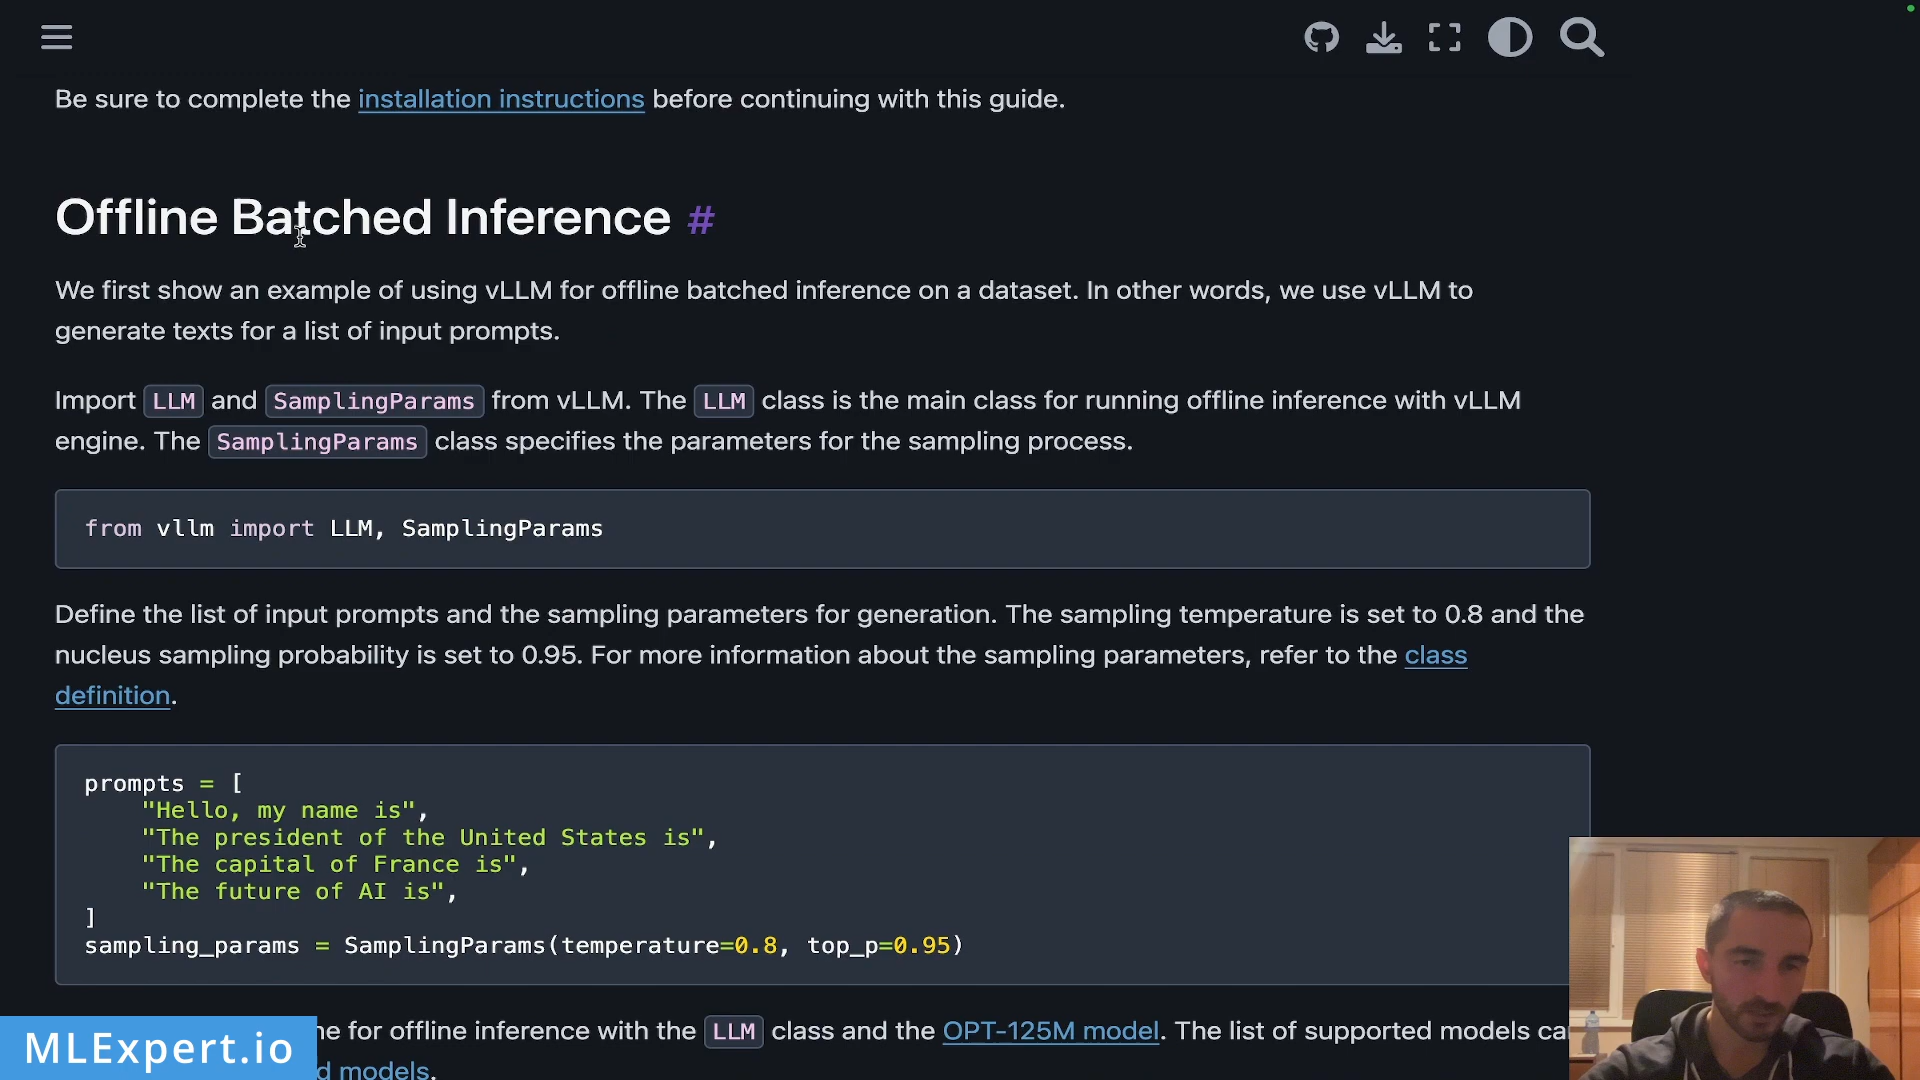 Be sure to complete the installation instructions before continuing with this guide.
Offline Batched Inference #
We first show an example of using vLLM for offline batched inference on a dataset. In other words, we use vLLM to
generate texts for a list of input prompts.
Import LLM and SamplingParams from vLLM. The LLM class is the main class for running offline inference with vLLM
engine. The SamplingParams class specifies the parameters for the sampling process.
from vllm import LLM, SamplingParams
Define the list of input prompts and the sampling parameters for generation. The sampling temperature is set to 0.8 and the
nucleus sampling probability is set to 0.95. For more information about the sampling parameters, refer to the class
definition.
prompts = [
    "Hello, my name is",
    "The president of the United States is",
    "The capital of France is",
    "The future of AI is",
]
sampling_params = SamplingParams(temperature=0.8, top_p=0.95)
for offline inference with the LLM class and the OPT-125M model. The list of supported models
models.
MLExpert.io